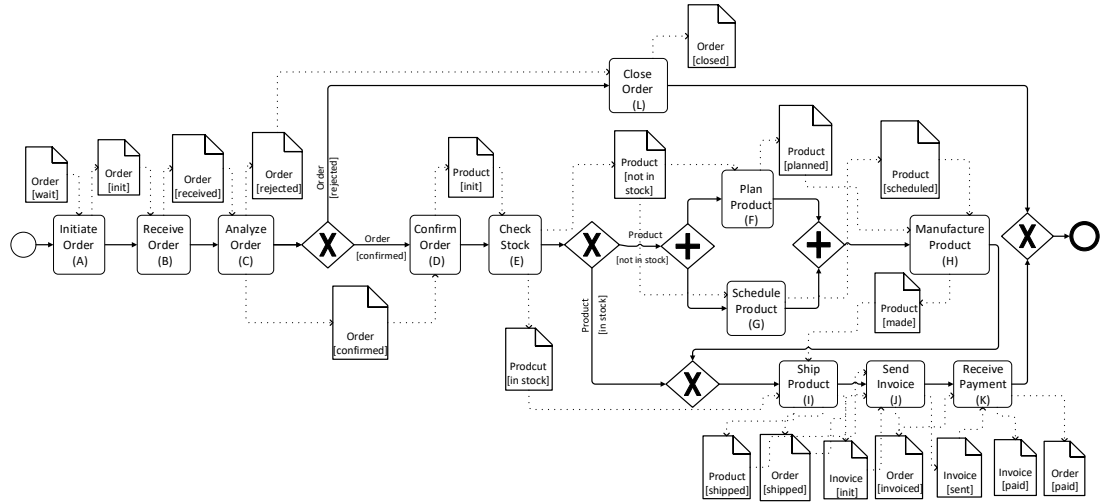 Order
[closed]
Close
Order
(L)
Order
[wait]
Order
[init]
Order
[received]
Order
[rejected]
Order
[rejected]
Product
[init]
Product
[not in
stock]
Product
[planned]
Product
[scheduled]
Initiate
Order
(A)
Receive
Order
(B)
Analyze
Order
(C)
X
Order
[confirmed]
Confirm
Order
(D)
Check
Stock
(E)
X
Product
[not in stock]
Plan
Product
(F)
Manufacture
Product
(H)
X
Order
[confirmed]
Product
[in stock]
Schedule
Product
(G)
Product
[made]
Prodcut
[in stock]
X
Ship
Product
(I)
Send
Invoice
(J)
Receive
Payment
(K)
Product
[shipped]
Order
[shipped]
Inovice
[init]
Order
[invoiced]
Invoice
[sent]
Invoice
[paid]
Order
[paid]